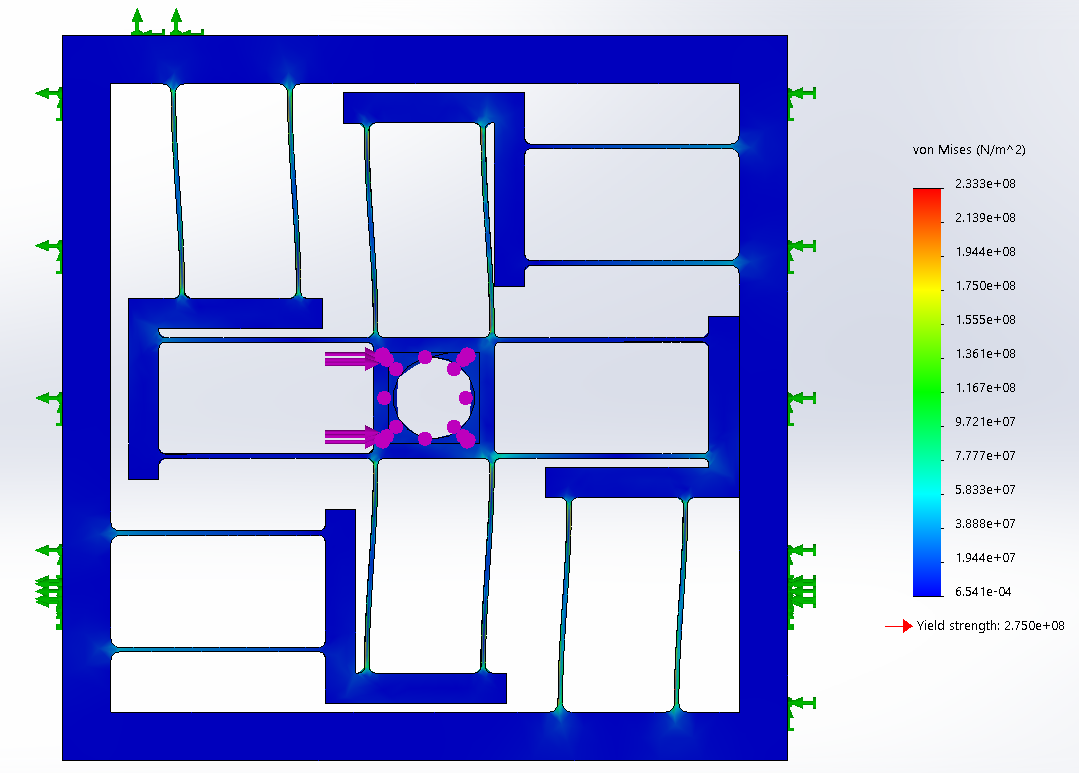 von Mises (N/m^2)
2.333e+08
2.139e+08
1.944e+08
1.750e+08
1.555e+08
1.361e+08
1.167e+08
9.721e+07
7.777e+07
5.833e+07
3.888e+07
1.944e+07
6.541e-04
Yield strength: 2.750e+08